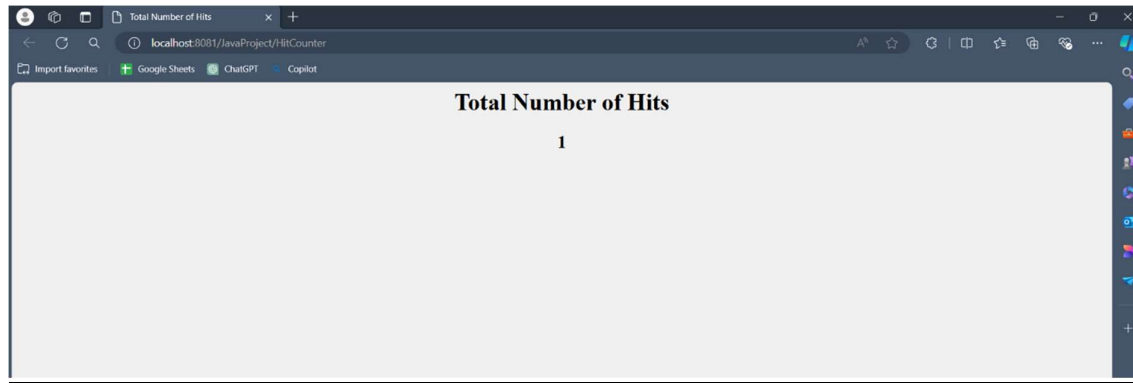 Total Number of Hits
localhost:8081/JavaProject/HitCounter
Import favorites Google Sheets ChatGPT Copilot
Total Number of Hits
1